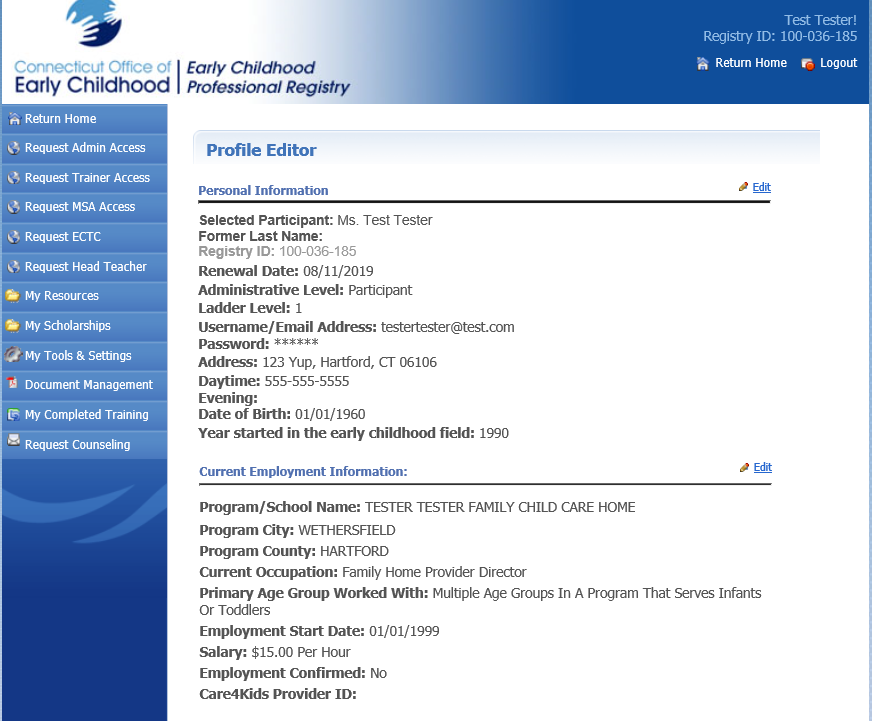 Test Tester!
Registry ID: 100-036-185
Return Home Logout
Connecticut Office of
Early Childhood
Early Childhood
Professional Registry
Return Home
Request Admin Access
Request Trainer Access
Request MSA Access
Request ECTC
Request Head Teacher
My Resources
My Scholarships
My Tools & Settings
Document Management
My Completed Training
Request Counseling
Profile Editor
Personal Information Edit
Selected Participant: Ms. Test Tester
Former Last Name:
Registry ID: 100-036-185
Renewal Date: 08/11/2019
Administrative Level: Participant
Ladder Level: 1
Username/Email Address: testertester@test.com
Password: ******
Address: 123 Yup, Hartford, CT 06106
Daytime: 555-555-5555
Evening:
Date of Birth: 01/01/1960
Year started in the early childhood field: 1990
Current Employment Information: Edit
Program/School Name: TESTER TESTER FAMILY CHILD CARE HOME
Program City: WETHERSFIELD
Program County: HARTFORD
Current Occupation: Family Home Provider Director
Primary Age Group Worked With: Multiple Age Groups In A Program That Serves Infants
Or Toddlers
Employment Start Date: 01/01/1999
Salary: $15.00 Per Hour
Employment Confirmed: No
Care4Kids Provider ID: